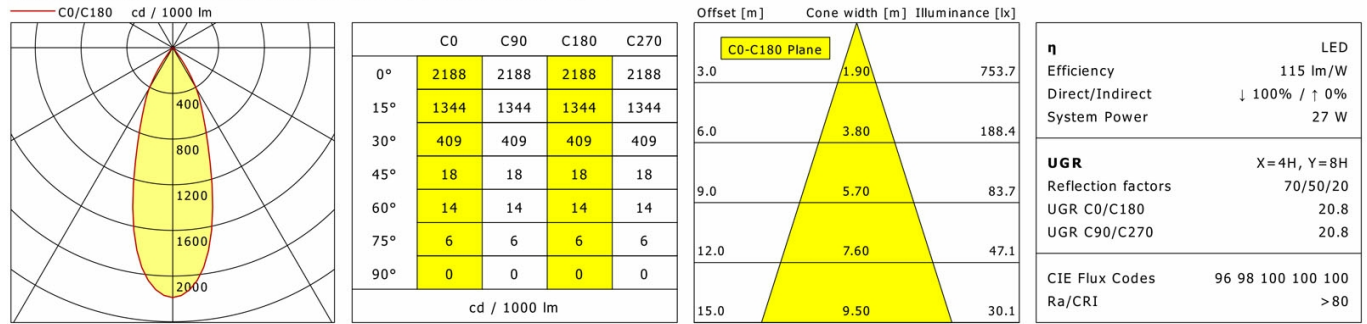 C0/C180 cd / 1000 lm
400
800
1200
1600
2000
C0 C90 C180 C270
0° 2188 2188 2188 2188
15° 1344 1344 1344 1344
30° 409 409 409 409
45° 18 18 18 18
60° 14 14 14 14
75° 6 6 6 6
90° 0 0 0 0
cd / 1000 lm
Offset [m] Cone width [m] Illuminance [lx]
C0-C180 Plane
3.0 1.90 753.7
6.0 3.80 188.4
9.0 5.70 83.7
12.0 7.60 47.1
15.0 9.50 30.1
η LED
Efficiency 115 lm/W
Direct/Indirect ↓ 100% / ↑ 0%
System Power 27 W
UGR X=4H, Y=8H
Reflection factors 70/50/20
UGR C0/C180 20.8
UGR C90/C270 20.8
CIE Flux Codes 96 98 100 100 100
Ra/CRI >80